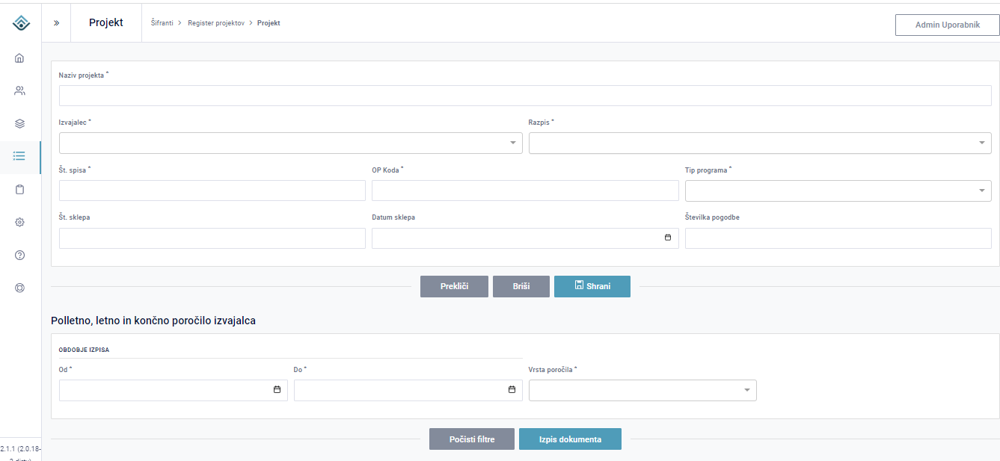 Projekt
Šifranti > Register projektov > Projekt
Admin Uporabnik
Naziv projekta *
Izvajalec *
Razpis *
Št. spisa *
OP Koda *
Tip programa *
Št. sklepa
Datum sklepa
Številka pogodbe
Prekliči
Briši
Shrani
Polletno, letno in končno poročilo izvajalca
OBDOBJE IZPISA
Od *
Do *
Vrsta poročila *
Počisti filtre
Izpis dokumenta
2.1.1 (2.0.18-